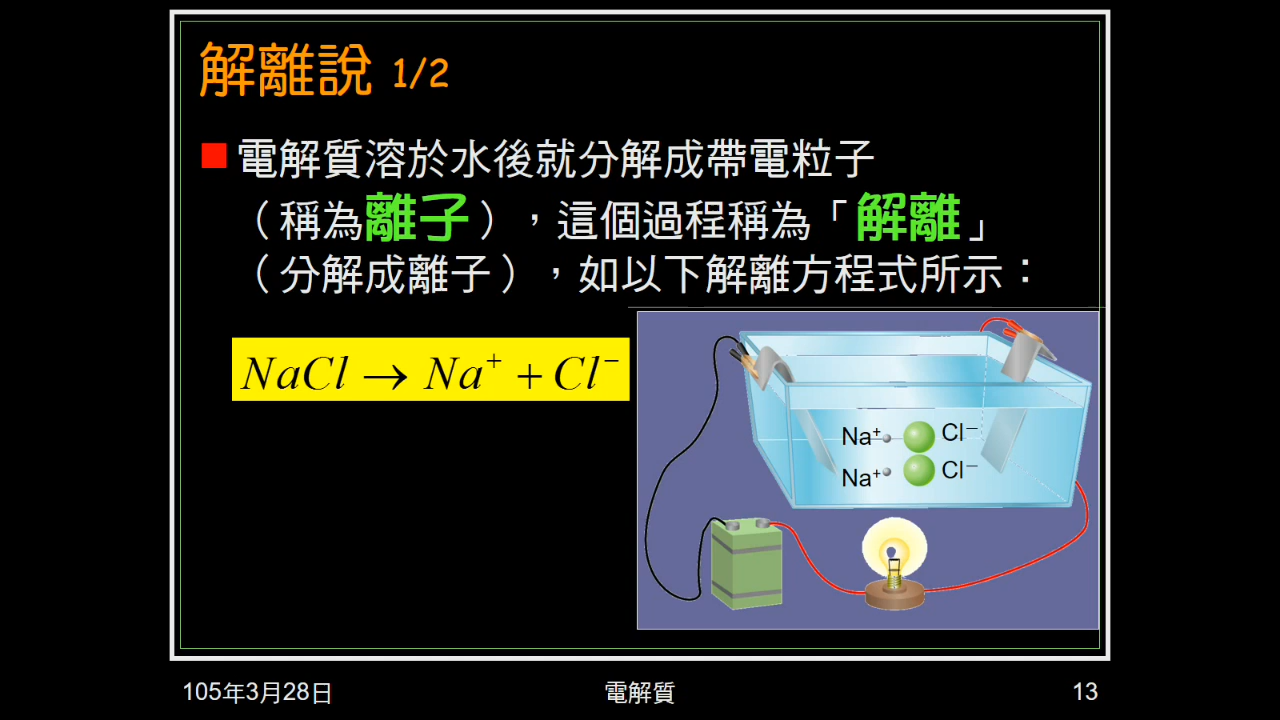 解離說 1/2
電解質溶於水後就分解成帶電粒子
（稱為離子），這個過程稱為「解離」
（分解成離子），如以下解離方程式所示：
NaCl → Na⁺ + Cl⁻
Na⁺ Cl⁻
Na⁺ Cl⁻
105年3月28日 電解質 13